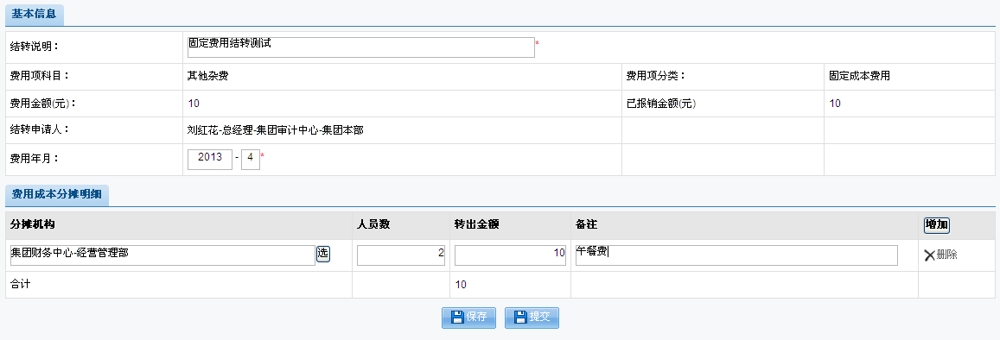 基本信息
结转说明： 固定费用结转测试 *
费用项科目： 其他杂费 费用项分类： 固定成本费用
费用金额(元)： 10 已报销金额(元) 10
结转申请人： 刘红花-总经理-集团审计中心-集团本部
费用年月： 2013 - 4 *
费用成本分摊明细
分摊机构 人员数 转出金额 备注 增加
集团财务中心-经营管理部 选 2 10 午餐费 删除
合计 10
保存 提交